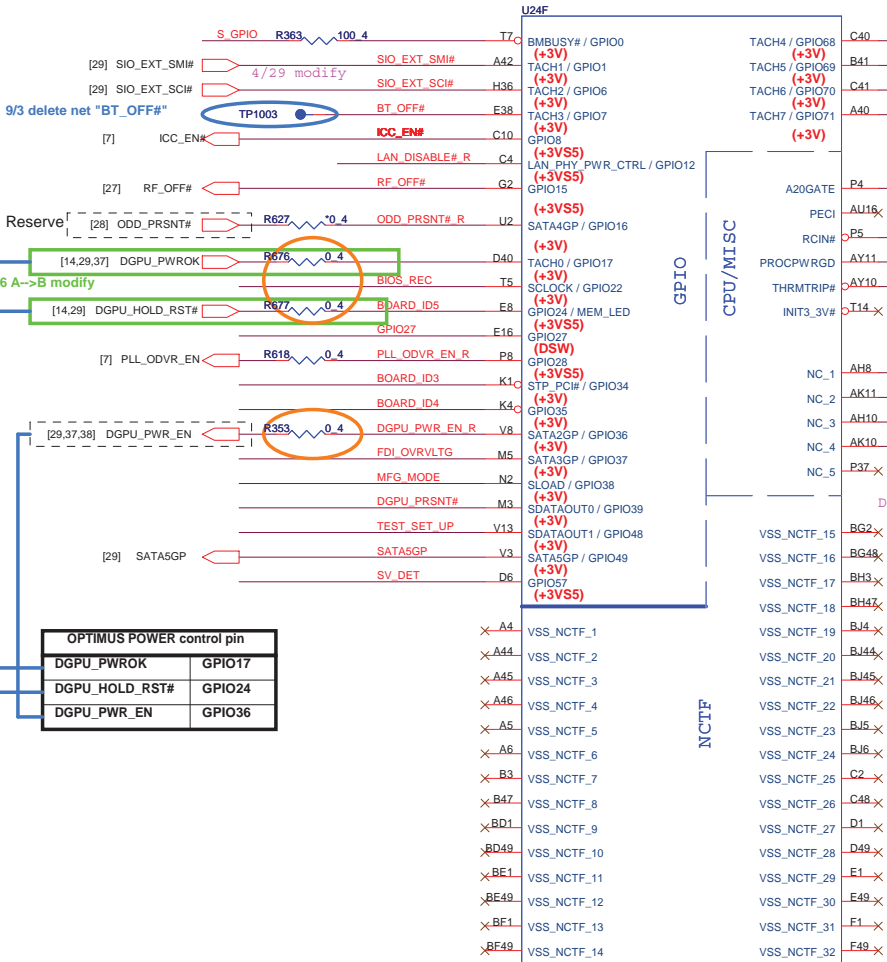 U24F
S_GPIO R363 100_4 T7 BMBUSY# / GPIO0 TACH4 / GPIO68 C40
(+3V) (+3V)
[29] SIO_EXT_SMI# SIO_EXT_SMI# A42 TACH1 / GPIO1 TACH5 / GPIO69 B41
4/29 modify
(+3V) (+3V)
[29] SIO_EXT_SCI# SIO_EXT_SCI# H36 TACH2 / GPIO6 TACH6 / GPIO70 C41
(+3V) (+3V)
9/3 delete net "BT_OFF#" TP1003 BT_OFF# E38 TACH3 / GPIO7 TACH7 / GPIO71 A40
(+3V) (+3V)
[7] ICC_EN# ICC_EN# C10 GPIO8
(+3VS5)
LAN_DISABLE#_R C4 LAN_PHY_PWR_CTRL / GPIO12
(+3VS5)
[27] RF_OFF# RF_OFF# G2 GPIO15 A20GATE P4
(+3VS5) PECI AU16
Reserve [28] ODD_PRSNT# R627 *0_4 ODD_PRSNT#_R U2 SATA4GP / GPIO16
GPIO CPU/MISC
(+3V) RCIN# P5
[14,29,37] DGPU_PWROK R676 0_4 D40 TACH0 / GPIO17 PROCPWRGD AY11
(+3V)
6 A-->B modify BIOS_REC T5 SCLOCK / GPIO22 THRMTRIP# AY10
(+3V)
[14,29] DGPU_HOLD_RST# R677 0_4 BOARD_ID5 E8 GPIO24 / MEM_LED INIT3_3V# T14
(+3VS5)
GPIO27 E16 GPIO27
(DSW)
[7] PLL_ODVR_EN R618 0_4 PLL_ODVR_EN_R P8 GPIO28
(+3VS5) NC_1 AH8
BOARD_ID3 K1 STP_PCI# / GPIO34
(+3V) NC_2 AK11
BOARD_ID4 K4 GPIO35
(+3V) NC_3 AH10
[29,37,38] DGPU_PWR_EN R353 0_4 DGPU_PWR_EN_R V8 SATA2GP / GPIO36
(+3V) NC_4 AK10
FDI_OVRVLTG M5 SATA3GP / GPIO37
(+3V) NC_5 P37
MFG_MODE N2 SLOAD / GPIO38
(+3V)
DGPU_PRSNT# M3 SDATAOUT0 / GPIO39 D
(+3V)
TEST_SET_UP V13 SDATAOUT1 / GPIO48 VSS_NCTF_15 BG2
(+3V)
[29] SATA5GP SATA5GP V3 SATA5GP / GPIO49 VSS_NCTF_16 BG48
(+3V)
SV_DET D6 GPIO57 VSS_NCTF_17 BH3
(+3VS5)
VSS_NCTF_18 BH47
OPTIMUS POWER control pin
DGPU_PWROK GPIO17
DGPU_HOLD_RST# GPIO24
DGPU_PWR_EN GPIO36
NCTF
A4 VSS_NCTF_1 VSS_NCTF_19 BJ4
A44 VSS_NCTF_2 VSS_NCTF_20 BJ44
A45 VSS_NCTF_3 VSS_NCTF_21 BJ45
A46 VSS_NCTF_4 VSS_NCTF_22 BJ46
A5 VSS_NCTF_5 VSS_NCTF_23 BJ5
A6 VSS_NCTF_6 VSS_NCTF_24 BJ6
B3 VSS_NCTF_7 VSS_NCTF_25 C2
B47 VSS_NCTF_8 VSS_NCTF_26 C48
BD1 VSS_NCTF_9 VSS_NCTF_27 D1
BD49 VSS_NCTF_10 VSS_NCTF_28 D49
BE1 VSS_NCTF_11 VSS_NCTF_29 E1
BE49 VSS_NCTF_12 VSS_NCTF_30 E49
BF1 VSS_NCTF_13 VSS_NCTF_31 F1
BF49 VSS_NCTF_14 VSS_NCTF_32 F49